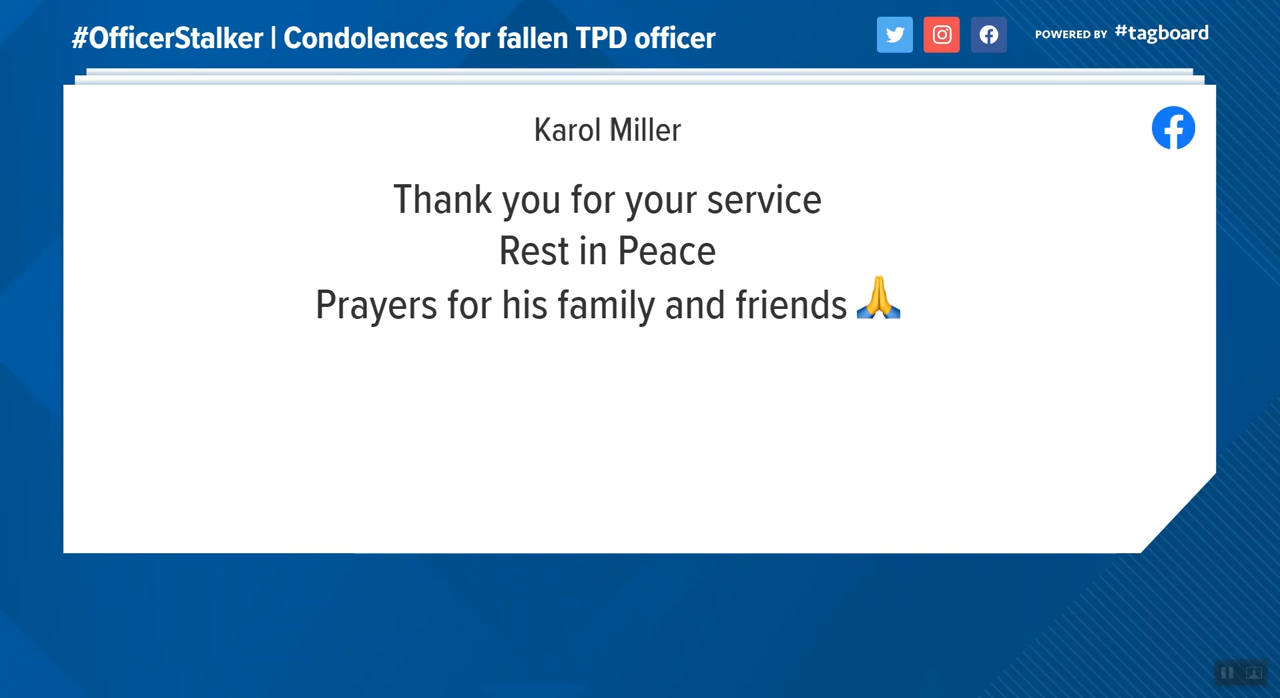 #OfficerStalker | Condolences for fallen TPD officer
POWERED BY #tagboard
Karol Miller
Thank you for your service
Rest in Peace
Prayers for his family and friends 🙏